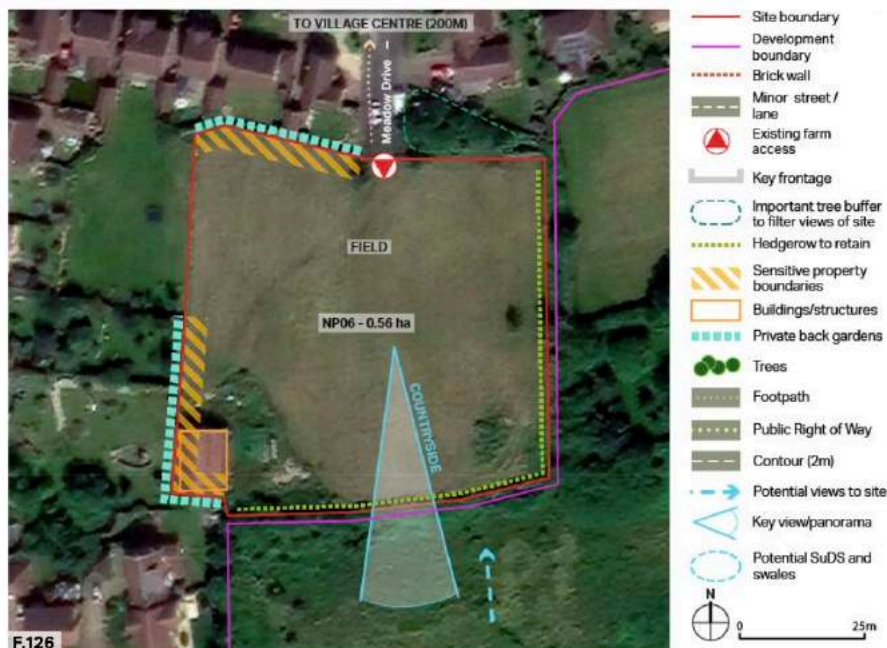 TO VILLAGE CENTRE (200M)
Meadow Drive
FIELD
NP06 - 0.56 ha
COUNTRYSIDE
F.126
Site boundary
Development
boundary
Brick wall
Minor street /
lane
Existing farm
access
Key frontage
Important tree buffer
to filter views of site
Hedgerow to retain
Sensitive property
boundaries
Buildings/structures
Private back gardens
Trees
Footpath
Public Right of Way
Contour (2m)
Potential views to site
Key view/panorama
Potential SuDS and
swales
N
0
25m